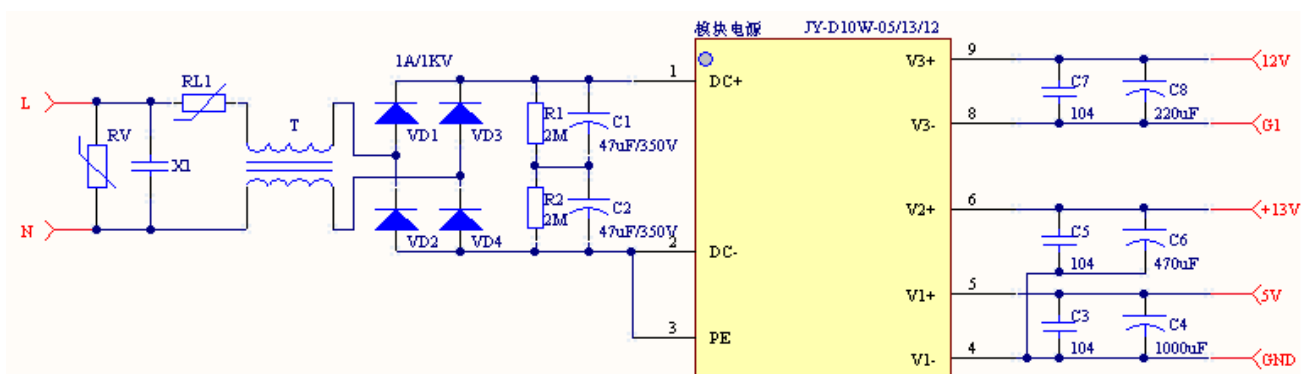 模块电源 JY-D10W-05/13/12
1A/1KV
L
RL1
RV
X1
T
N
VD1
VD3
VD2
VD4
R1
2M
C1
47uF/350V
R2
2M
C2
47uF/350V
1
DC+
2
DC-
3
PE
V3+
9
C7
104
C8
220uF
12V
V3-
8
G1
V2+
6
C5
104
C6
470uF
+13V
V1+
5
C3
104
C4
1000uF
5V
V1-
4
GND